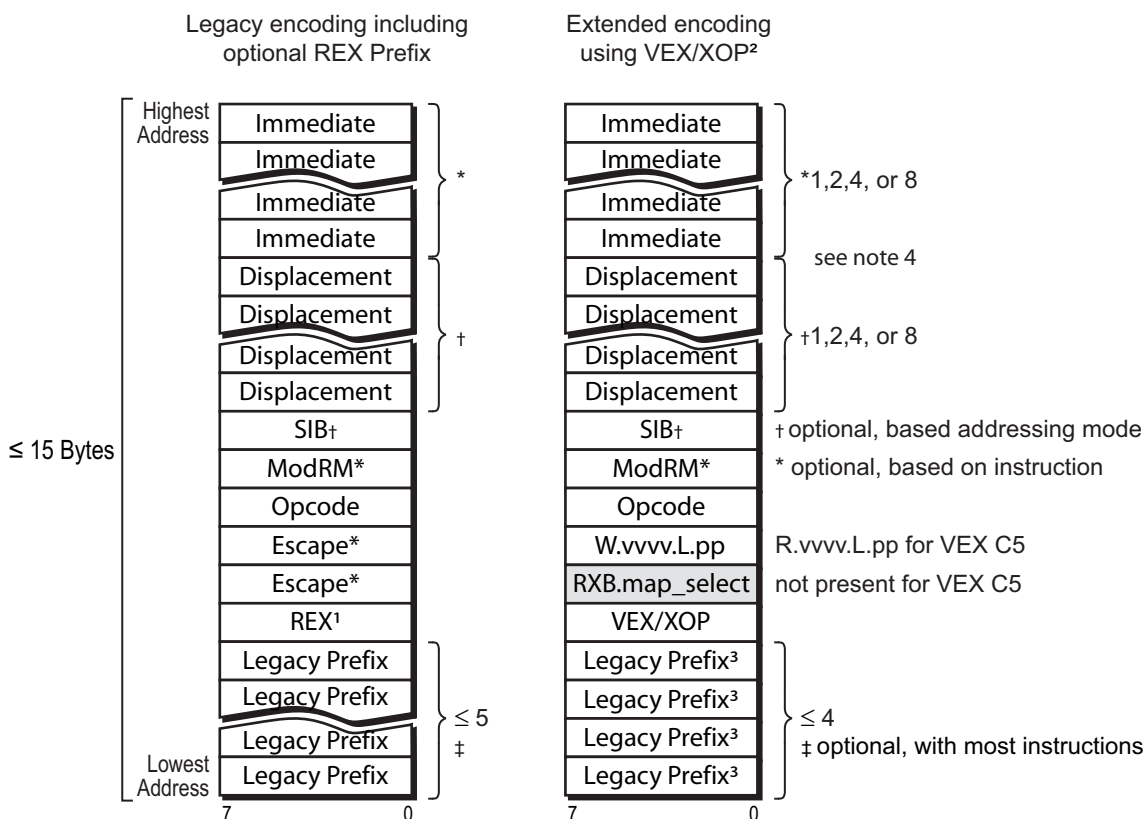 Legacy encoding including
optional REX Prefix
Extended encoding
using VEX/XOP²
Highest
Address
Immediate
Immediate
Immediate
Immediate
*
Displacement
Displacement
Displacement
Displacement
†
SIB†
ModRM*
Opcode
Escape*
Escape*
REX¹
Legacy Prefix
Legacy Prefix
Legacy Prefix
Legacy Prefix
≤ 5
‡
≤ 15 Bytes
Lowest
Address
7 0
Immediate
Immediate
Immediate
Immediate
*1,2,4, or 8
see note 4
Displacement
Displacement
Displacement
Displacement
†1,2,4, or 8
SIB†
† optional, based addressing mode
ModRM*
* optional, based on instruction
Opcode
W.vvvv.L.pp
R.vvvv.L.pp for VEX C5
RXB.map_select
not present for VEX C5
VEX/XOP
Legacy Prefix³
Legacy Prefix³
Legacy Prefix³
Legacy Prefix³
≤ 4
‡ optional, with most instructions
7 0